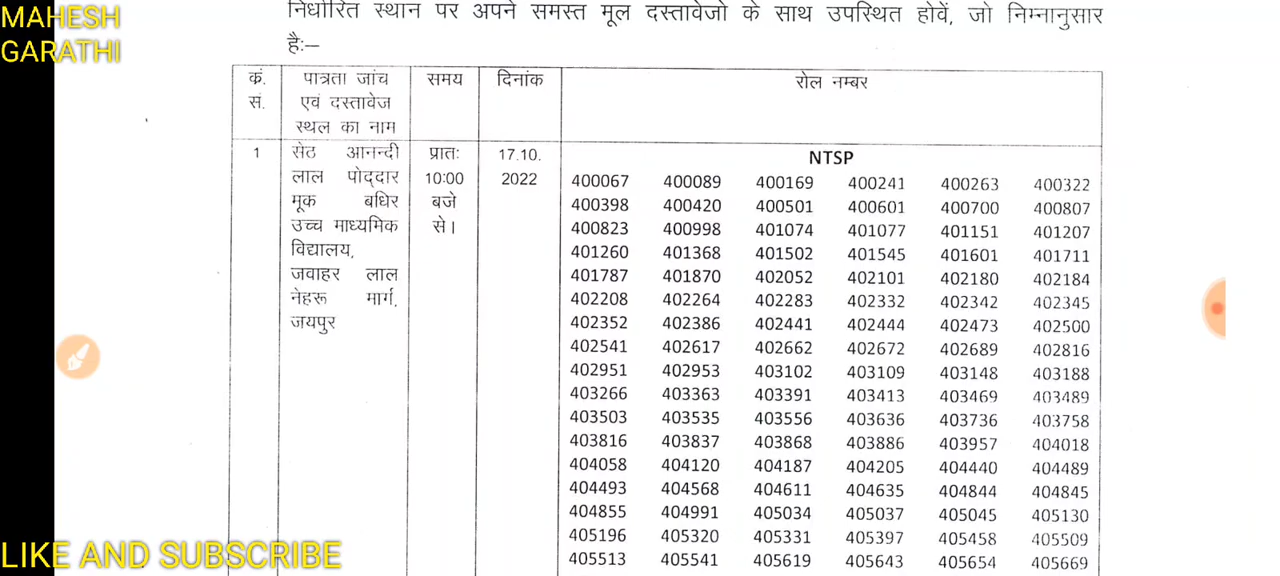 MAHESH
GARATHI
निर्धारित स्थान पर अपने समस्त मूल दस्तावेजो के साथ उपस्थित होवें, जो निम्नानुसार
है:–
क्रं. सं.
पात्रता जांच एवं दस्तावेज स्थल का नाम
समय
दिनांक
रोल नम्बर
1
सेठ आनन्दी
लाल पोद्दार
मूक बधिर
उच्च माध्यमिक
विद्यालय,
जवाहर लाल
नेहरू मार्ग,
जयपुर
प्रातः
10:00
बजे
से।
17.10.
2022
NTSP
400067 400089 400169 400241 400263 400322
400398 400420 400501 400601 400700 400807
400823 400998 401074 401077 401151 401207
401260 401368 401502 401545 401601 401711
401787 401870 402052 402101 402180 402184
402208 402264 402283 402332 402342 402345
402352 402386 402441 402444 402473 402500
402541 402617 402662 402672 402689 402816
402951 402953 403102 403109 403148 403188
403266 403363 403391 403413 403469 403489
403503 403535 403556 403636 403736 403758
403816 403837 403868 403886 403957 404018
404058 404120 404187 404205 404440 404489
404493 404568 404611 404635 404844 404845
404855 404991 405034 405037 405045 405130
405196 405320 405331 405397 405458 405509
405513 405541 405619 405643 405654 405669
LIKE AND SUBSCRIBE